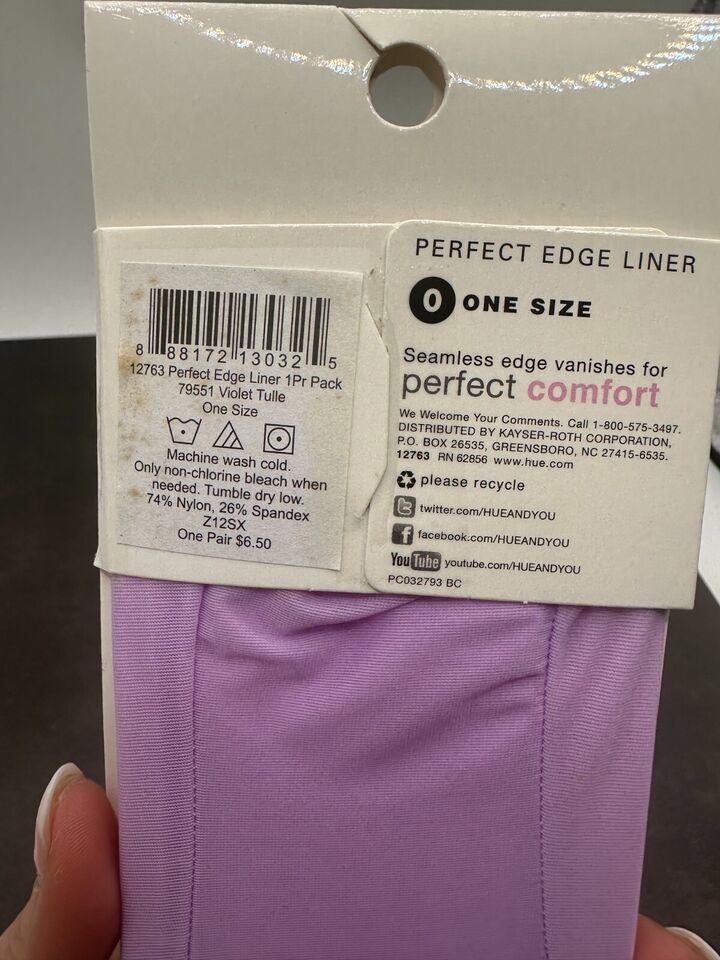 8 88172 13032 5
12763 Perfect Edge Liner 1Pr Pack
79551 Violet Tulle
One Size
Machine wash cold.
Only non-chlorine bleach when
needed. Tumble dry low.
74% Nylon, 26% Spandex
Z12SX
One Pair $6.50
PERFECT EDGE LINER
O ONE SIZE
Seamless edge vanishes for
perfect comfort
We Welcome Your Comments. Call 1-800-575-3497.
DISTRIBUTED BY KAYSER-ROTH CORPORATION,
P.O. BOX 26535, GREENSBORO, NC 27415-6535.
12763 RN 62856 www.hue.com
please recycle
t twitter.com/HUEANDYOU
f facebook.com/HUEANDYOU
YouTube youtube.com/HUEANDYOU
PC032793 BC